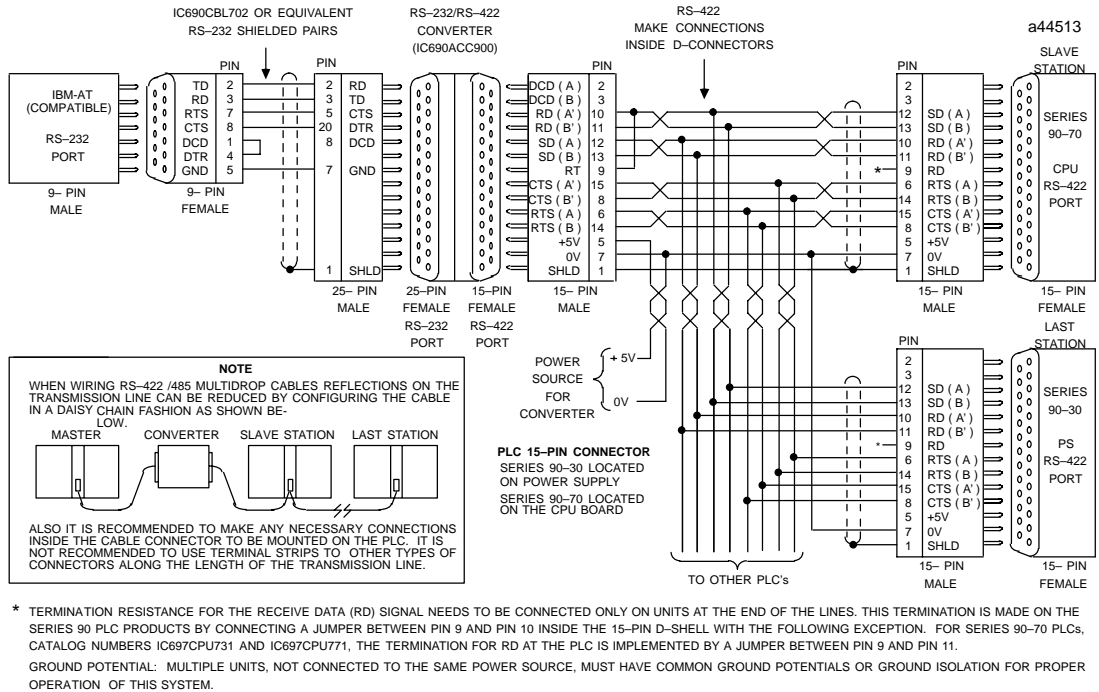 IC690CBL702 OR EQUIVALENT
RS–232 SHIELDED PAIRS
RS–232/RS–422
CONVERTER
(IC690ACC900)
RS–422
MAKE CONNECTIONS
INSIDE D–CONNECTORS
a44513
SLAVE
STATION
IBM–AT
(COMPATIBLE)
RS–232
PORT
9– PIN
MALE
PIN
TD 2
RD 3
RTS 7
CTS 8
DCD 1
DTR 4
GND 5
9– PIN
FEMALE
PIN
2 RD
3 TD
5 CTS
20 DTR
8 DCD
7 GND
1 SHLD
25– PIN
MALE
25–PIN
FEMALE
RS–232
PORT
15–PIN
FEMALE
RS–422
PORT
PIN
DCD ( A ) 2
DCD ( B ) 3
RD ( A' ) 10
RD ( B' ) 11
SD ( A ) 12
SD ( B ) 13
RT 9
CTS ( A' ) 15
CTS ( B' ) 8
RTS ( A ) 6
RTS ( B ) 14
+5V 5
0V 7
SHLD 1
15– PIN
MALE
PIN
2
3
12 SD ( A )
13 SD ( B )
10 RD ( A' )
11 RD ( B' )
* 9 RD
6 RTS ( A )
14 RTS ( B )
15 CTS ( A' )
8 CTS ( B' )
5 +5V
7 0V
1 SHLD
15– PIN
MALE
SERIES
90–70
CPU
RS–422
PORT
15– PIN
FEMALE
LAST
STATION
PIN
2
3
12 SD ( A )
13 SD ( B )
10 RD ( A' )
11 RD ( B' )
* 9 RD
6 RTS ( A )
14 RTS ( B )
15 CTS ( A' )
8 CTS ( B' )
5 +5V
7 0V
1 SHLD
15– PIN
MALE
SERIES
90–30
PS
RS–422
PORT
15– PIN
FEMALE
POWER
SOURCE
FOR
CONVERTER
+ 5V
0V
PLC 15–PIN CONNECTOR
SERIES 90–30 LOCATED
ON POWER SUPPLY
SERIES 90–70 LOCATED
ON THE CPU BOARD
TO OTHER PLC's
NOTE
WHEN WIRING RS–422 /485 MULTIDROP CABLES REFLECTIONS ON THE
TRANSMISSION LINE CAN BE REDUCED BY CONFIGURING THE CABLE
IN A DAISY CHAIN FASHION AS SHOWN BE-
LOW.
MASTER CONVERTER SLAVE STATION LAST STATION
ALSO IT IS RECOMMENDED TO MAKE ANY NECESSARY CONNECTIONS
INSIDE THE CABLE CONNECTOR TO BE MOUNTED ON THE PLC. IT IS
NOT RECOMMENDED TO USE TERMINAL STRIPS TO OTHER TYPES OF
CONNECTORS ALONG THE LENGTH OF THE TRANSMISSION LINE.
* TERMINATION RESISTANCE FOR THE RECEIVE DATA (RD) SIGNAL NEEDS TO BE CONNECTED ONLY ON UNITS AT THE END OF THE LINES. THIS TERMINATION IS MADE ON THE
SERIES 90 PLC PRODUCTS BY CONNECTING A JUMPER BETWEEN PIN 9 AND PIN 10 INSIDE THE 15–PIN D–SHELL WITH THE FOLLOWING EXCEPTION. FOR SERIES 90–70 PLCs,
CATALOG NUMBERS IC697CPU731 AND IC697CPU771, THE TERMINATION FOR RD AT THE PLC IS IMPLEMENTED BY A JUMPER BETWEEN PIN 9 AND PIN 11.
GROUND POTENTIAL: MULTIPLE UNITS, NOT CONNECTED TO THE SAME POWER SOURCE, MUST HAVE COMMON GROUND POTENTIALS OR GROUND ISOLATION FOR PROPER
OPERATION OF THIS SYSTEM.